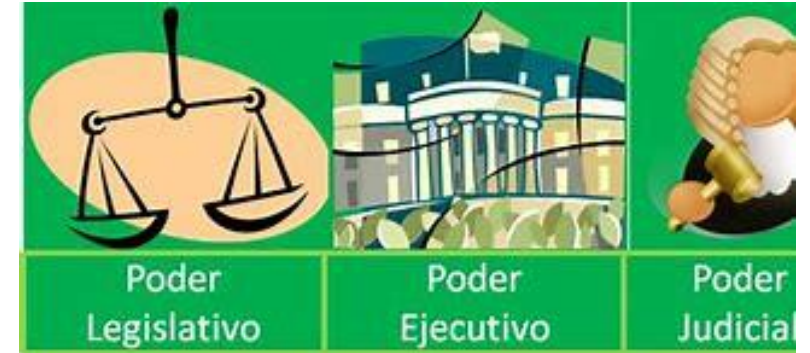 Poder
Legislativo
Poder
Ejecutivo
Poder
Judicial